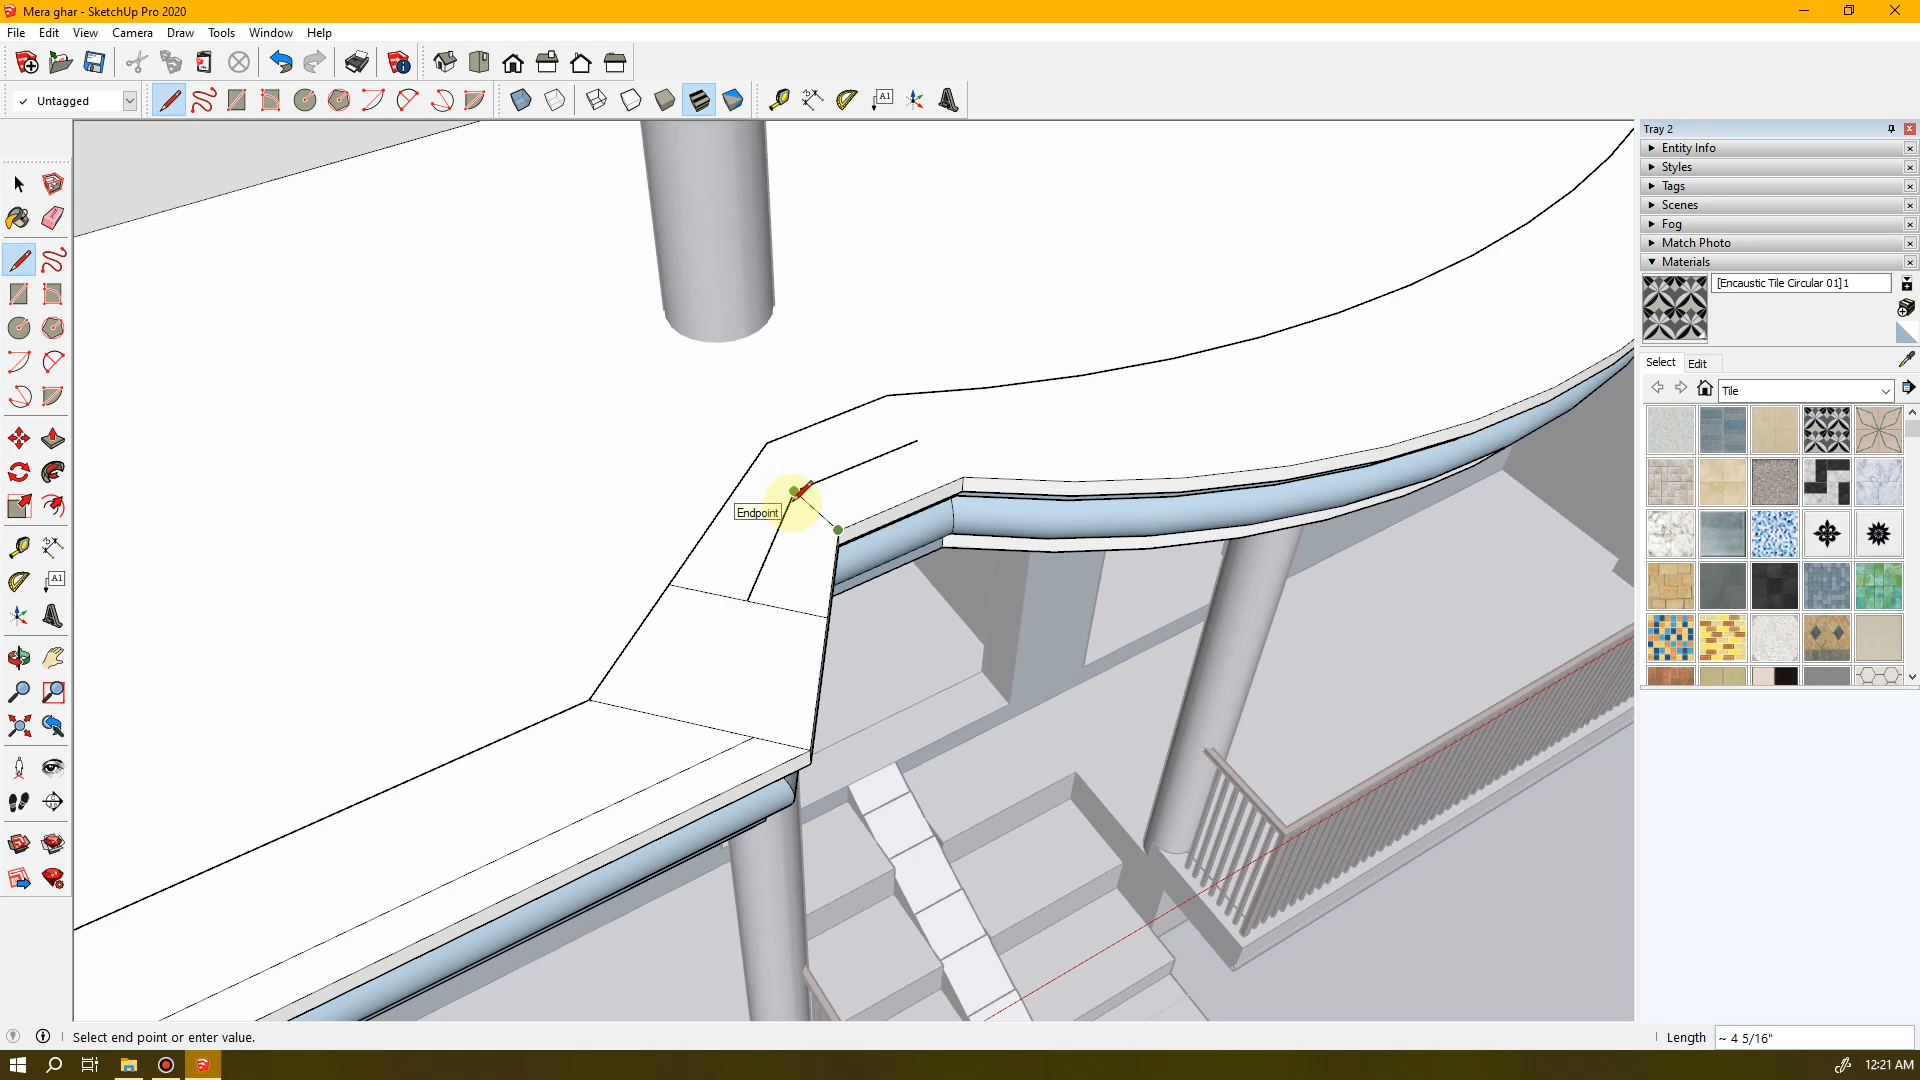 Mera ghar - SketchUp Pro 2020
File Edit View Camera Draw Tools Window Help
Untagged
A1
Tray 2
Entity Info
Styles
Tags
Scenes
Fog
Match Photo
Materials
[Encaustic Tile Circular 01]1
Select Edit
Tile
Endpoint
A1
Select end point or enter value.
Length ~ 4 5/16"
12:21 AM